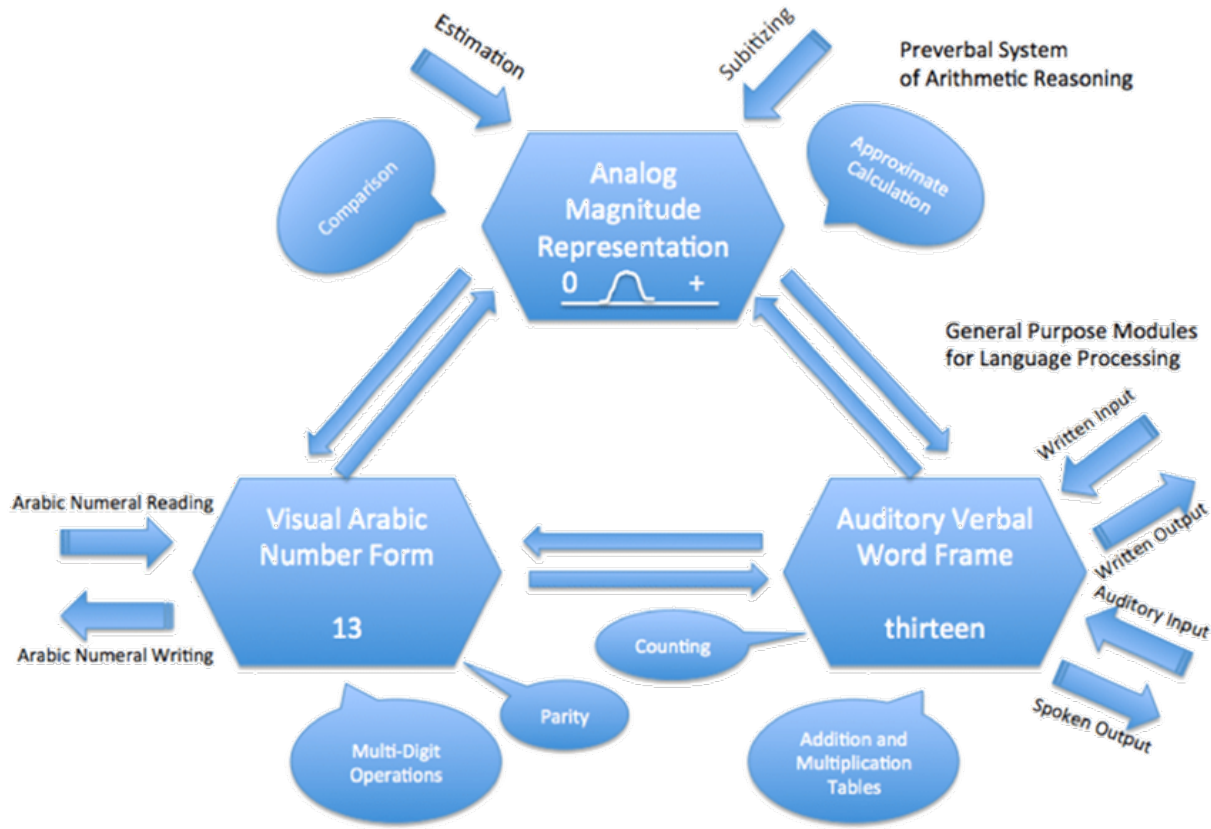 Estimation
Subitizing
Preverbal System
of Arithmetic Reasoning
Comparison
Analog
Magnitude
Representation
0 +
Approximate
Calculation
General Purpose Modules
for Language Processing
Written Input
Written Output
Auditory Input
Spoken Output
Arabic Numeral Reading
Arabic Numeral Writing
Visual Arabic
Number Form
13
Auditory Verbal
Word Frame
thirteen
Counting
Parity
Multi-Digit
Operations
Addition and
Multiplication
Tables